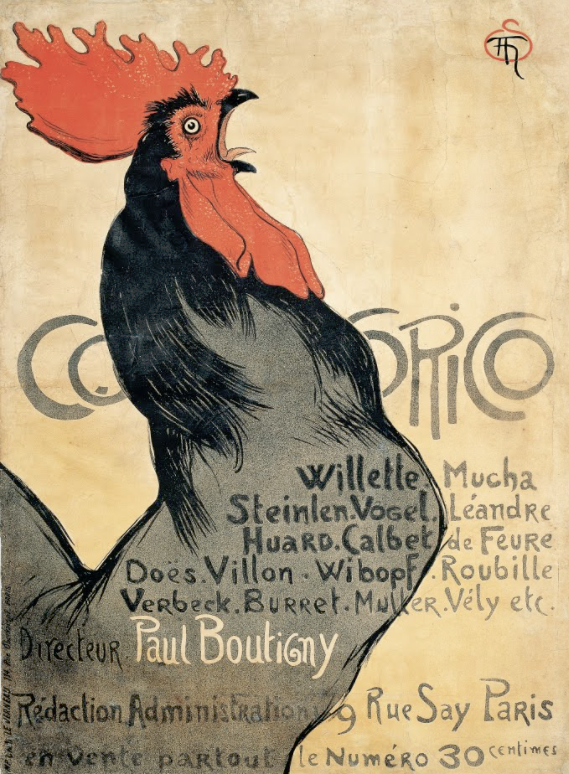 CO ORICO
Willette. Mucha
Steinlen.Vogel. Léandre
Huard.Calbet. de Feure
Doës.Villon.Wibopf.Roubille
Verbeck.Burret.Muller.Vély etc.
Directeur Paul Boutigny
Rédaction Administration 9 Rue Say Paris
en vente partout le Numéro 30 centimes